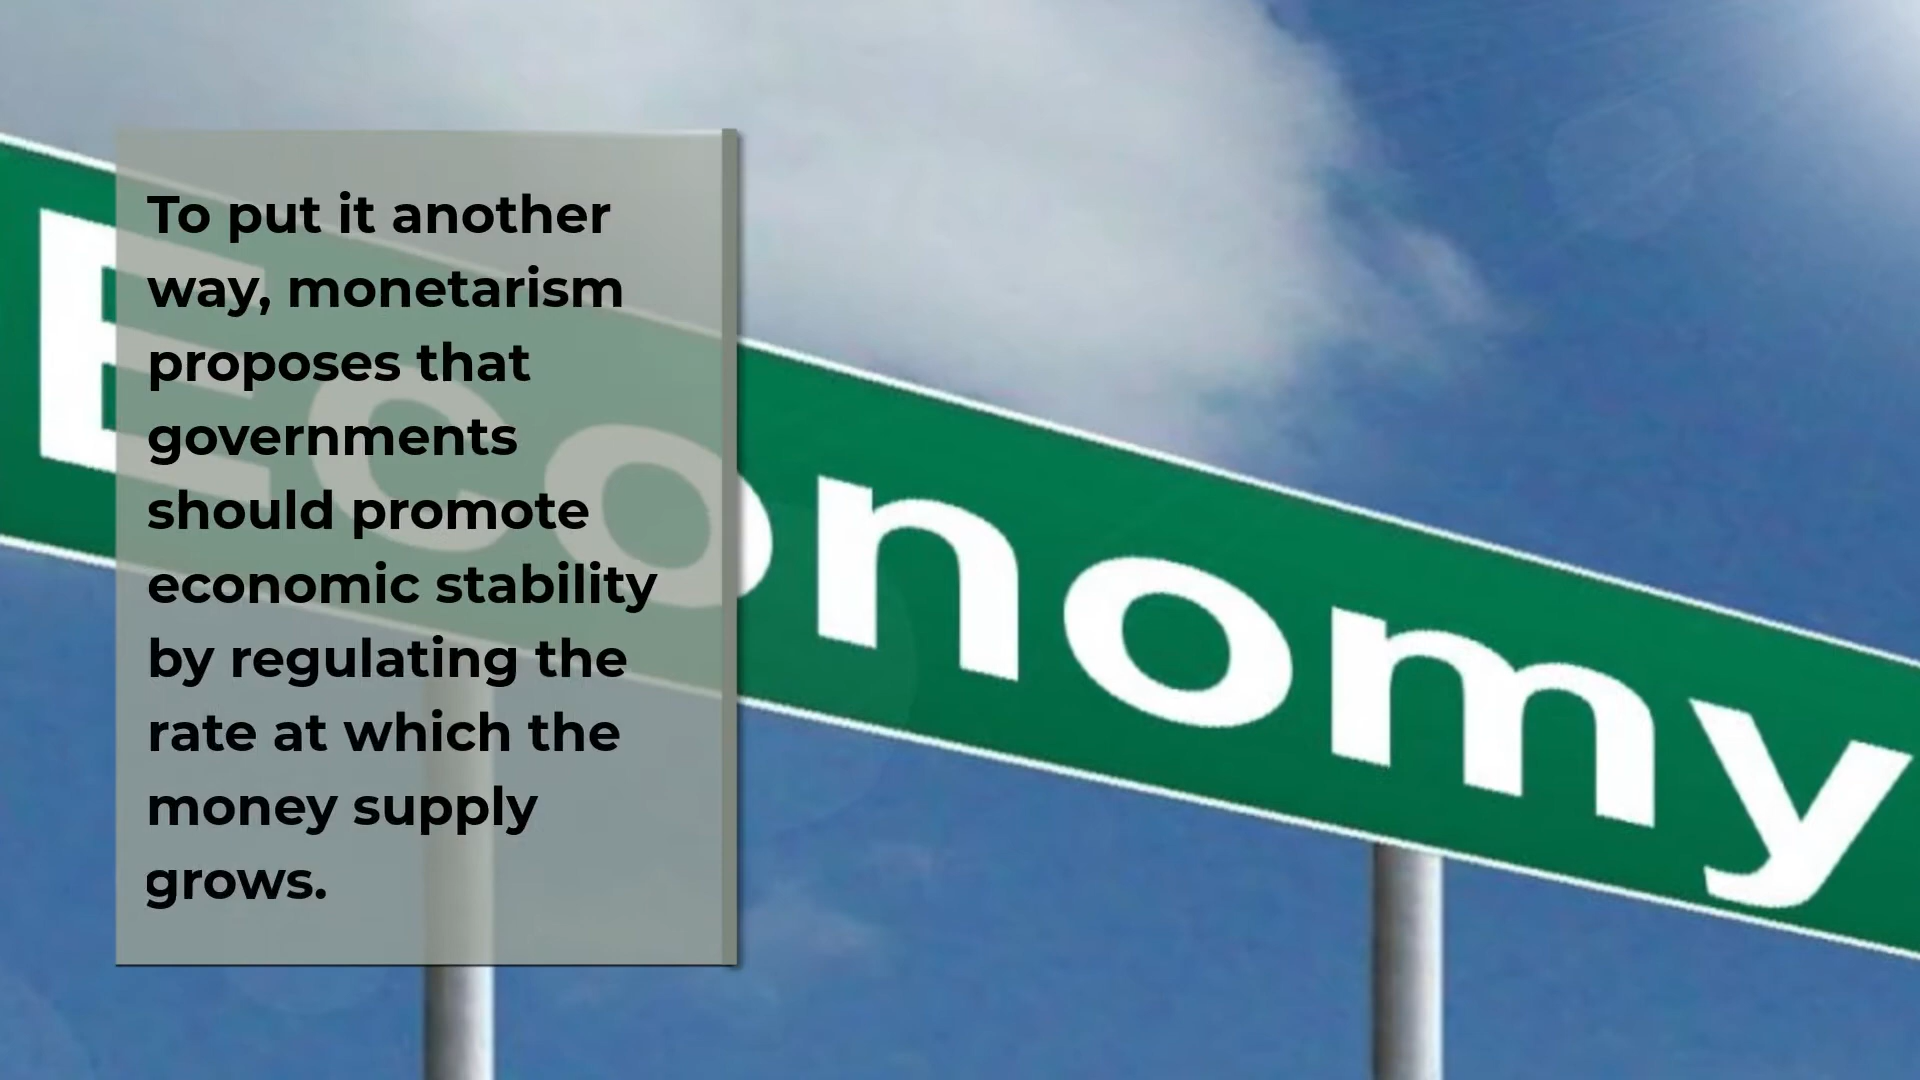 To put it another
way, monetarism
proposes that
governments
should promote
economic stability
by regulating the
rate at which the
money supply
grows.
Economy